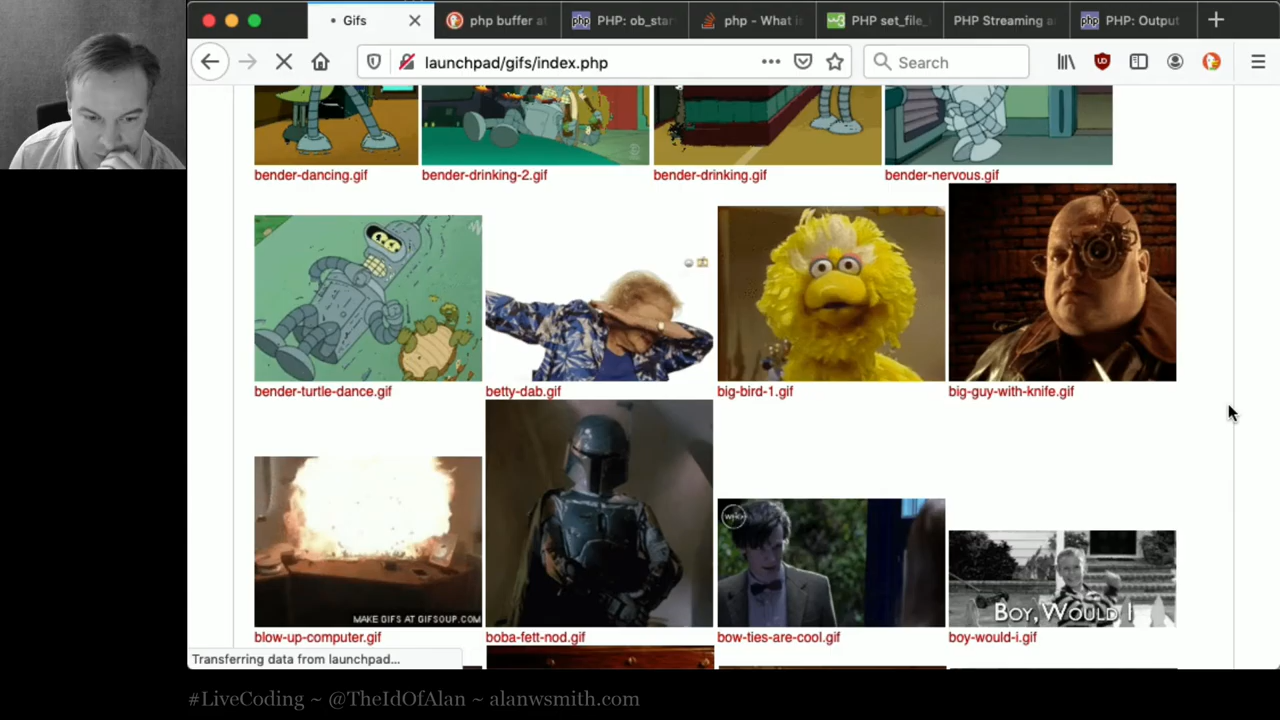 Gifs
php buffer a
PHP: ob_star
php - What i
PHP set_file_
PHP Streaming a
PHP: Output
launchpad/gifs/index.php
Search
bender-dancing.gif
bender-drinking-2.gif
bender-drinking.gif
bender-nervous.gif
bender-turtle-dance.gif
betty-dab.gif
big-bird-1.gif
big-guy-with-knife.gif
MAKE GIFS AT GIFSOUP.COM
WHO
BOY, WOULD I
blow-up-computer.gif
boba-fett-nod.gif
bow-ties-are-cool.gif
boy-would-i.gif
Transferring data from launchpad...
#LiveCoding ~ @TheIdOfAlan ~ alanwsmith.com